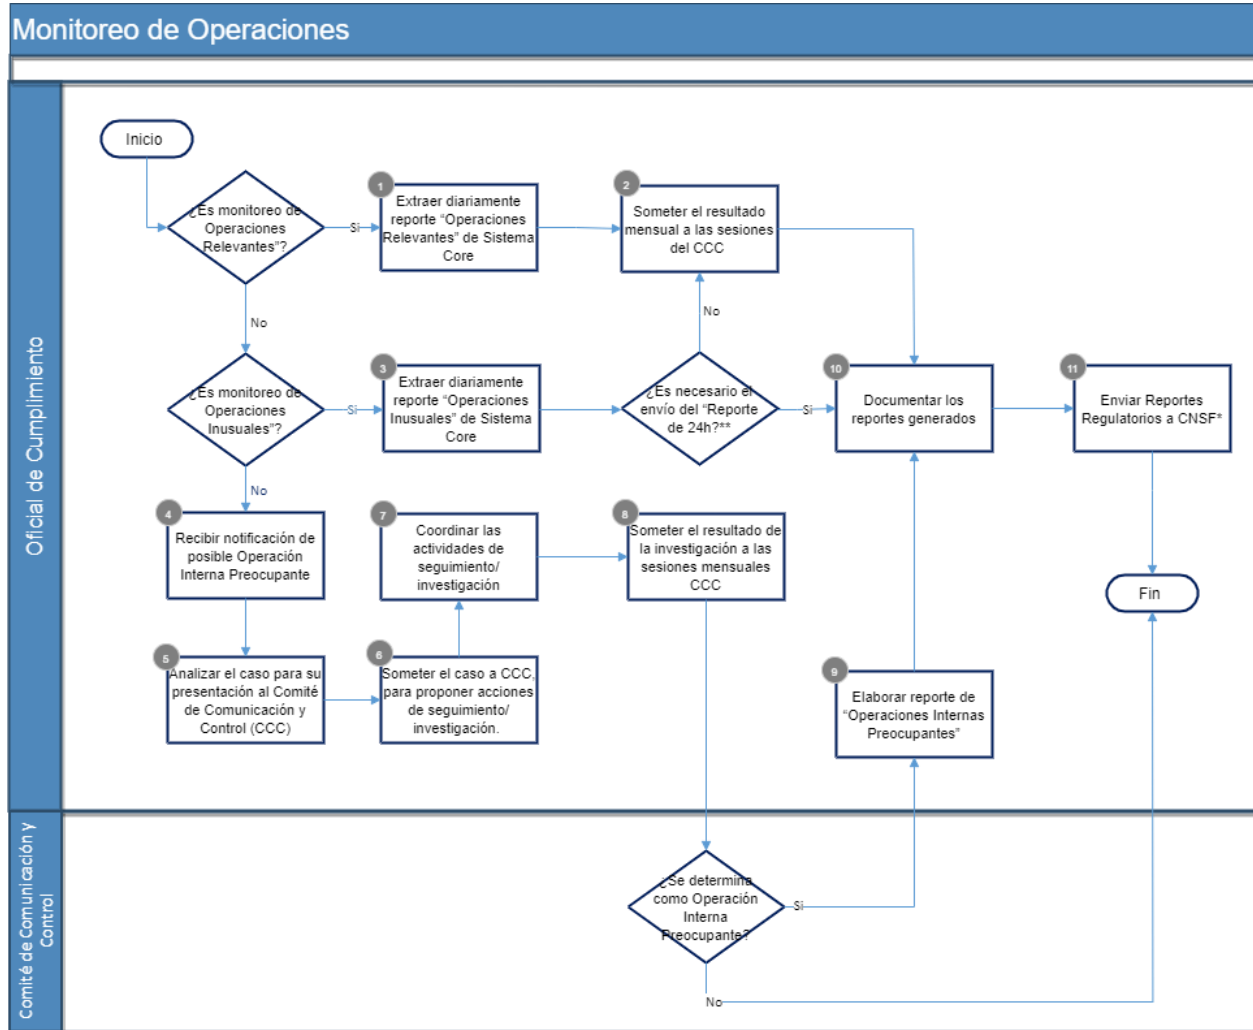 Monitoreo de Operaciones
Oficial de Cumplimiento
Inicio
¿Es monitoreo de
Operaciones
Relevantes”?
Si
No
1
Extraer diariamente
reporte “Operaciones
Relevantes” de Sistema
Core
2
Someter el resultado
mensual a las sesiones
del CCC
¿Es monitoreo de
Operaciones
Inusuales”?
Si
No
3
Extraer diariamente
reporte “Operaciones
Inusuales” de Sistema
Core
No
¿Es necesario el
envío del “Reporte
de 24h?**
Si
10
Documentar los
reportes generados
11
Enviar Reportes
Regulatorios a CNSF*
4
Recibir notificación de
posible Operación
Interna Preocupante
7
Coordinar las
actividades de
seguimiento/
investigación
8
Someter el resultado de
la investigación a las
sesiones mensuales
CCC
Fin
5
Analizar el caso para su
presentación al Comité
de Comunicación y
Control (CCC)
6
Someter el caso a CCC,
para proponer acciones
de seguimiento/
investigación.
9
Elaborar reporte de
“Operaciones Internas
Preocupantes”
Comité de Comunicación y
Control
¿Se determina
como Operación
Interna
Preocupante?
Si
No